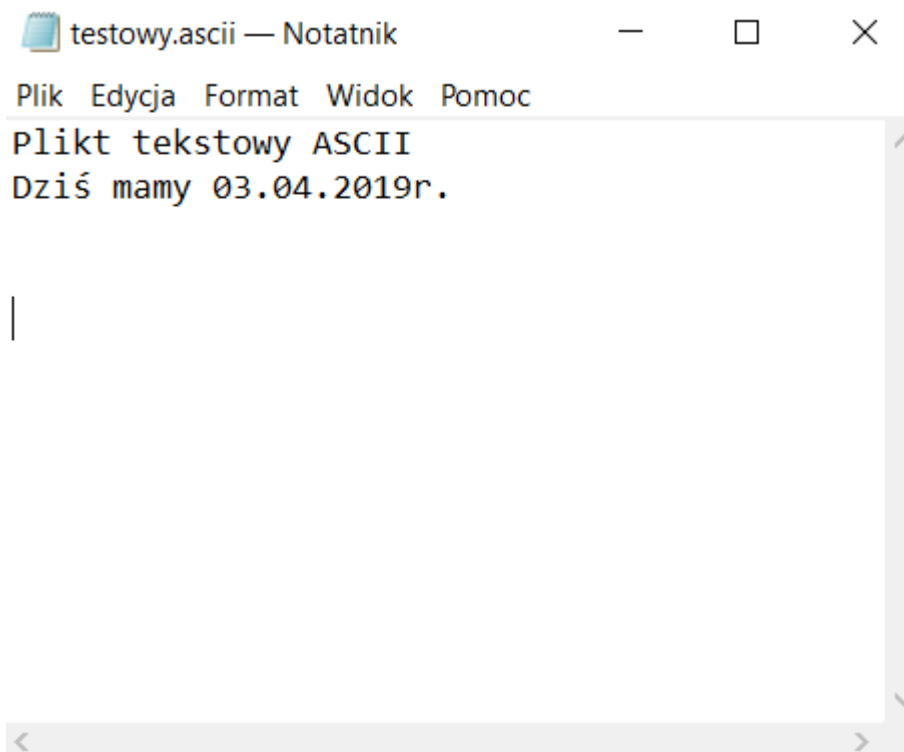 testowy.ascii — Notatnik
Plik Edycja Format Widok Pomoc
Plikt tekstowy ASCII
Dziś mamy 03.04.2019r.